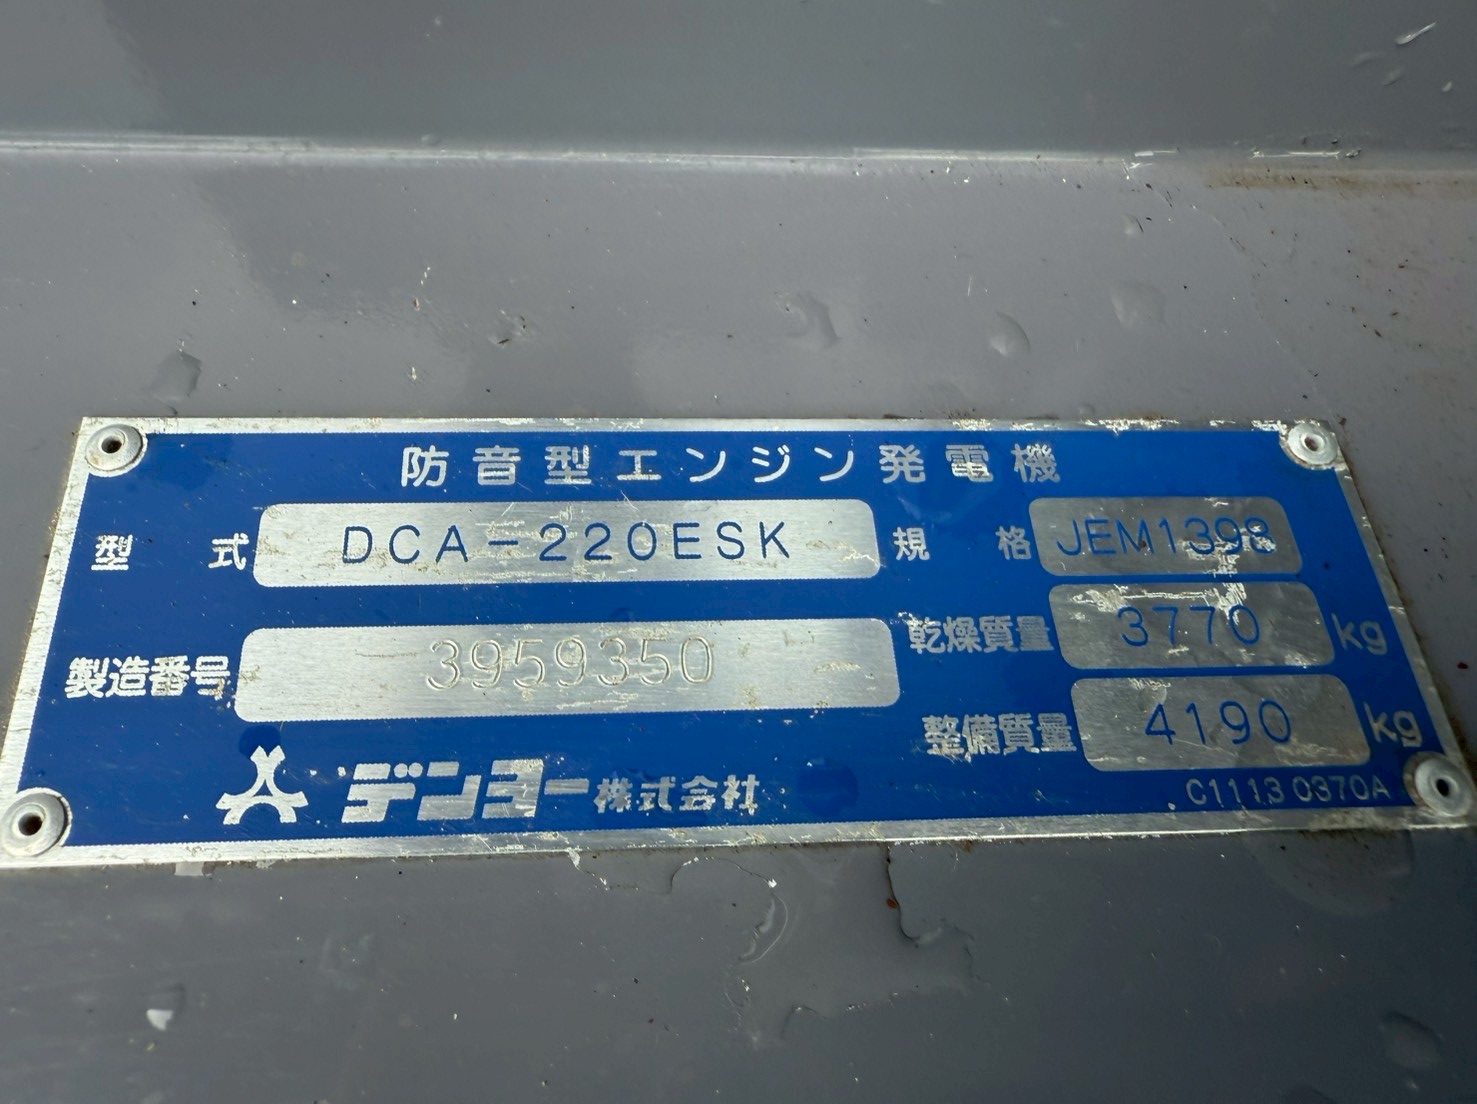 防音型エンジン発電機
型式 DCA-220ESK 規格 JEM1398
製造番号 3959350 乾燥質量 3770 kg
整備質量 4190 kg
デンヨー株式会社
C1113 0370A